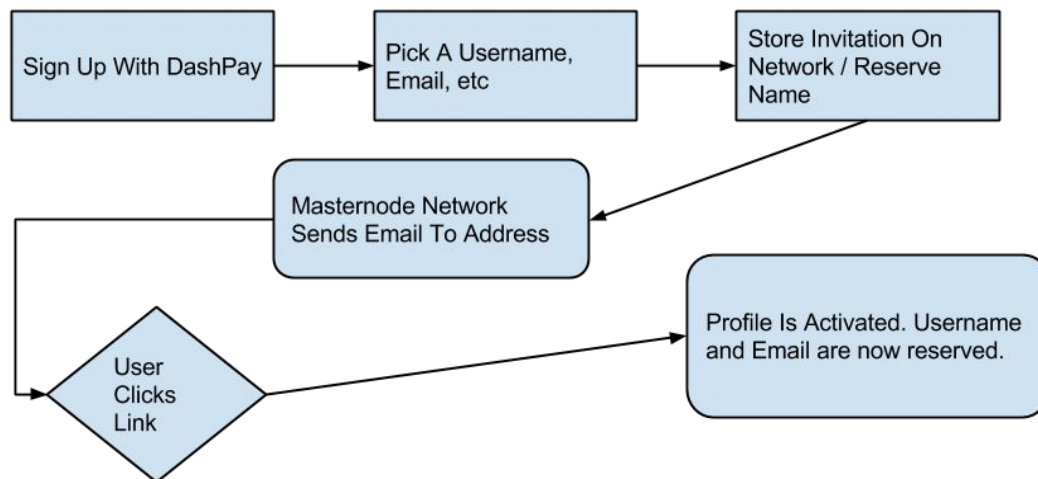 Sign Up With DashPay
Pick A Username,
Email, etc
Store Invitation On
Network / Reserve
Name
Masternode Network
Sends Email To Address
Profile Is Activated. Username
and Email are now reserved.
User
Clicks
Link